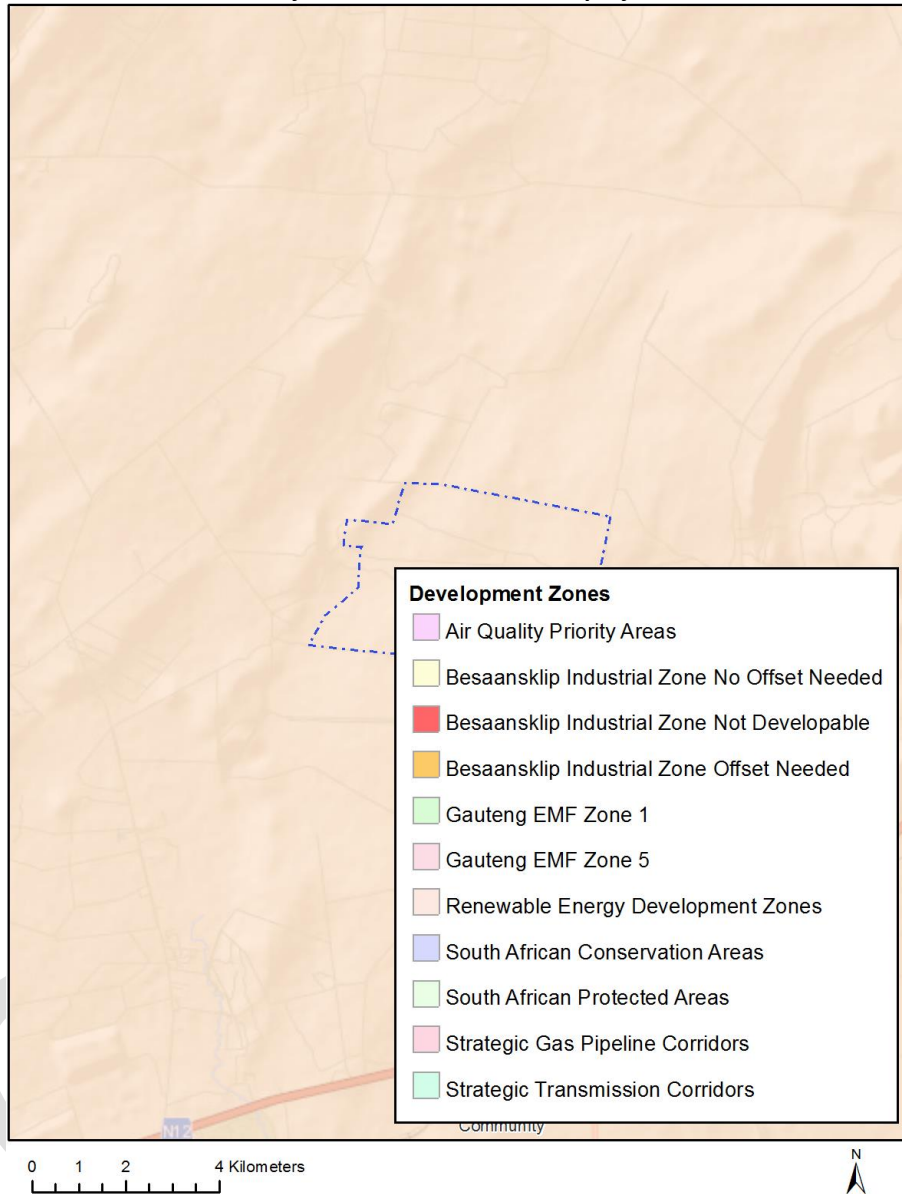 Development Zones
Air Quality Priority Areas
Besaansklip Industrial Zone No Offset Needed
Besaansklip Industrial Zone Not Developable
Besaansklip Industrial Zone Offset Needed
Gauteng EMF Zone 1
Gauteng EMF Zone 5
Renewable Energy Development Zones
South African Conservation Areas
South African Protected Areas
Strategic Gas Pipeline Corridors
Strategic Transmission Corridors
Community
N12
0 1 2 4 Kilometers
N